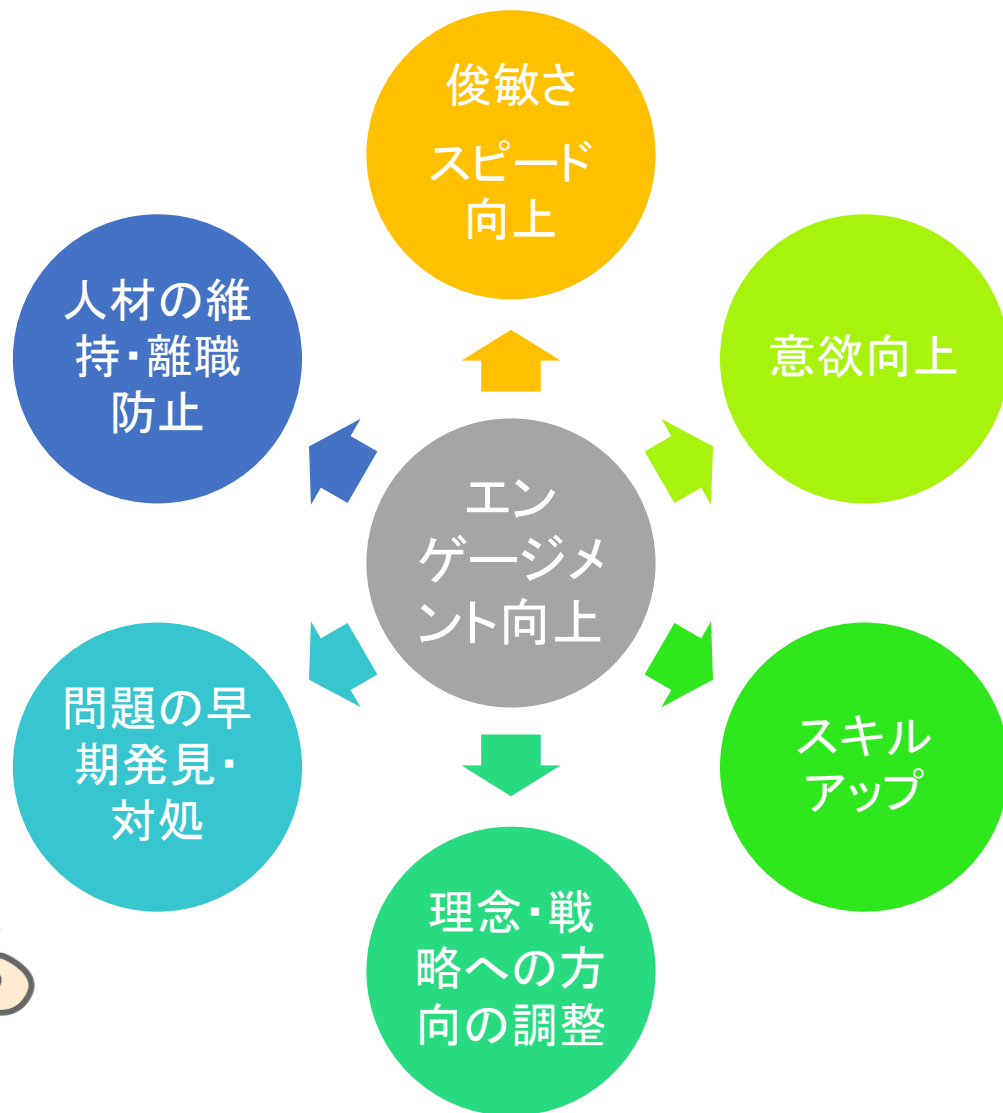 俊敏さ
スピード
向上
意欲向上
スキル
アップ
理念・戦
略への方
向の調整
問題の早
期発見・
対処
人材の維
持・離職
防止
エン
ゲージメ
ント向上